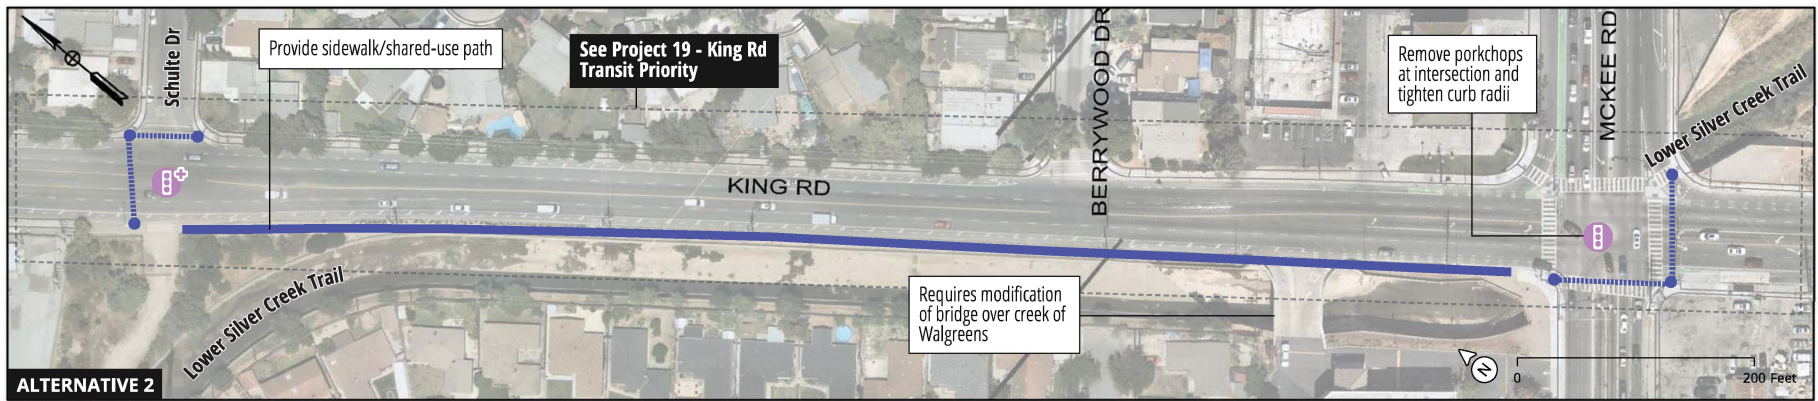 Schulte Dr
Provide sidewalk/shared-use path
See Project 19 - King Rd
Transit Priority
BERRYWOOD DR
Remove porkchops
at intersection and
tighten curb radii
MCKEE RD
Lower Silver Creek Trail
KING RD
BERRYWOOD DR
Lower Silver Creek Trail
Requires modification
of bridge over creek of
Walgreens
ALTERNATIVE 2
N
0
200 Feet